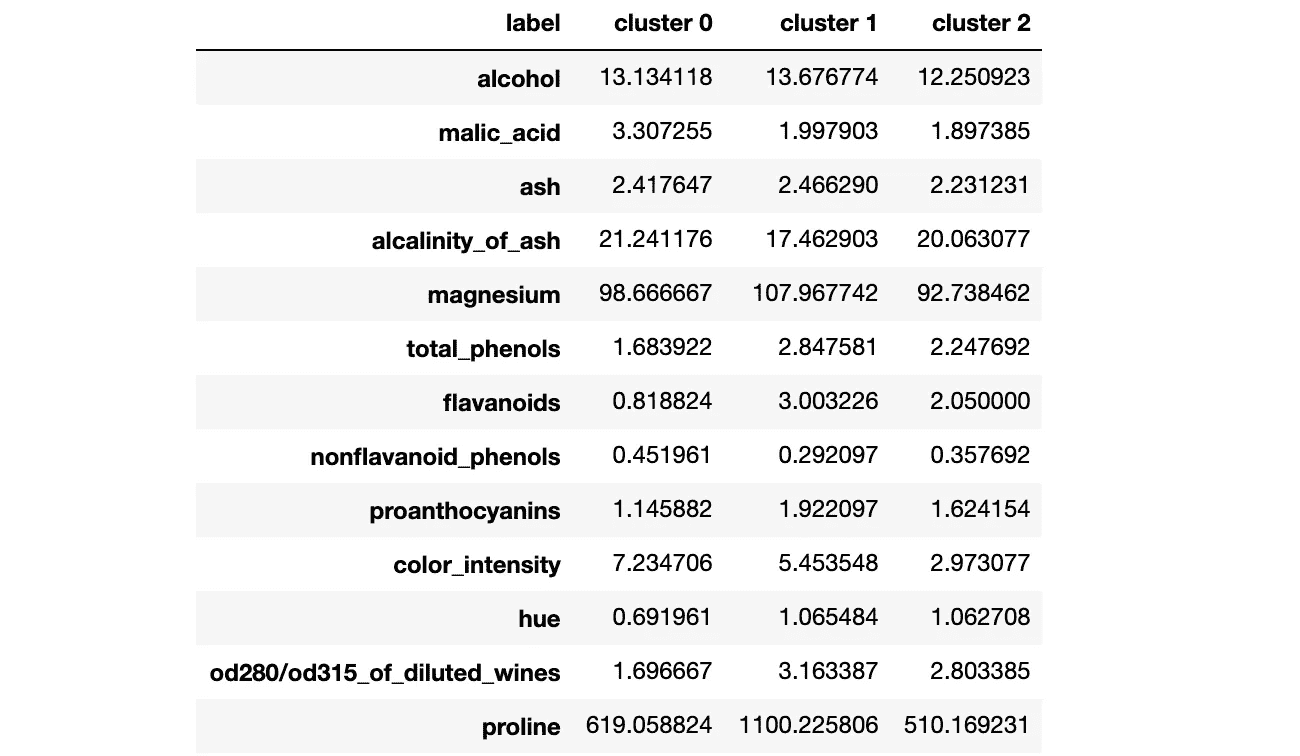 label cluster 0 cluster 1 cluster 2
alcohol 13.134118 13.676774 12.250923
malic_acid 3.307255 1.997903 1.897385
ash 2.417647 2.466290 2.231231
alcalinity_of_ash 21.241176 17.462903 20.063077
magnesium 98.666667 107.967742 92.738462
total_phenols 1.683922 2.847581 2.247692
flavanoids 0.818824 3.003226 2.050000
nonflavanoid_phenols 0.451961 0.292097 0.357692
proanthocyanins 1.145882 1.922097 1.624154
color_intensity 7.234706 5.453548 2.973077
hue 0.691961 1.065484 1.062708
od280/od315_of_diluted_wines 1.696667 3.163387 2.803385
proline 619.058824 1100.225806 510.169231